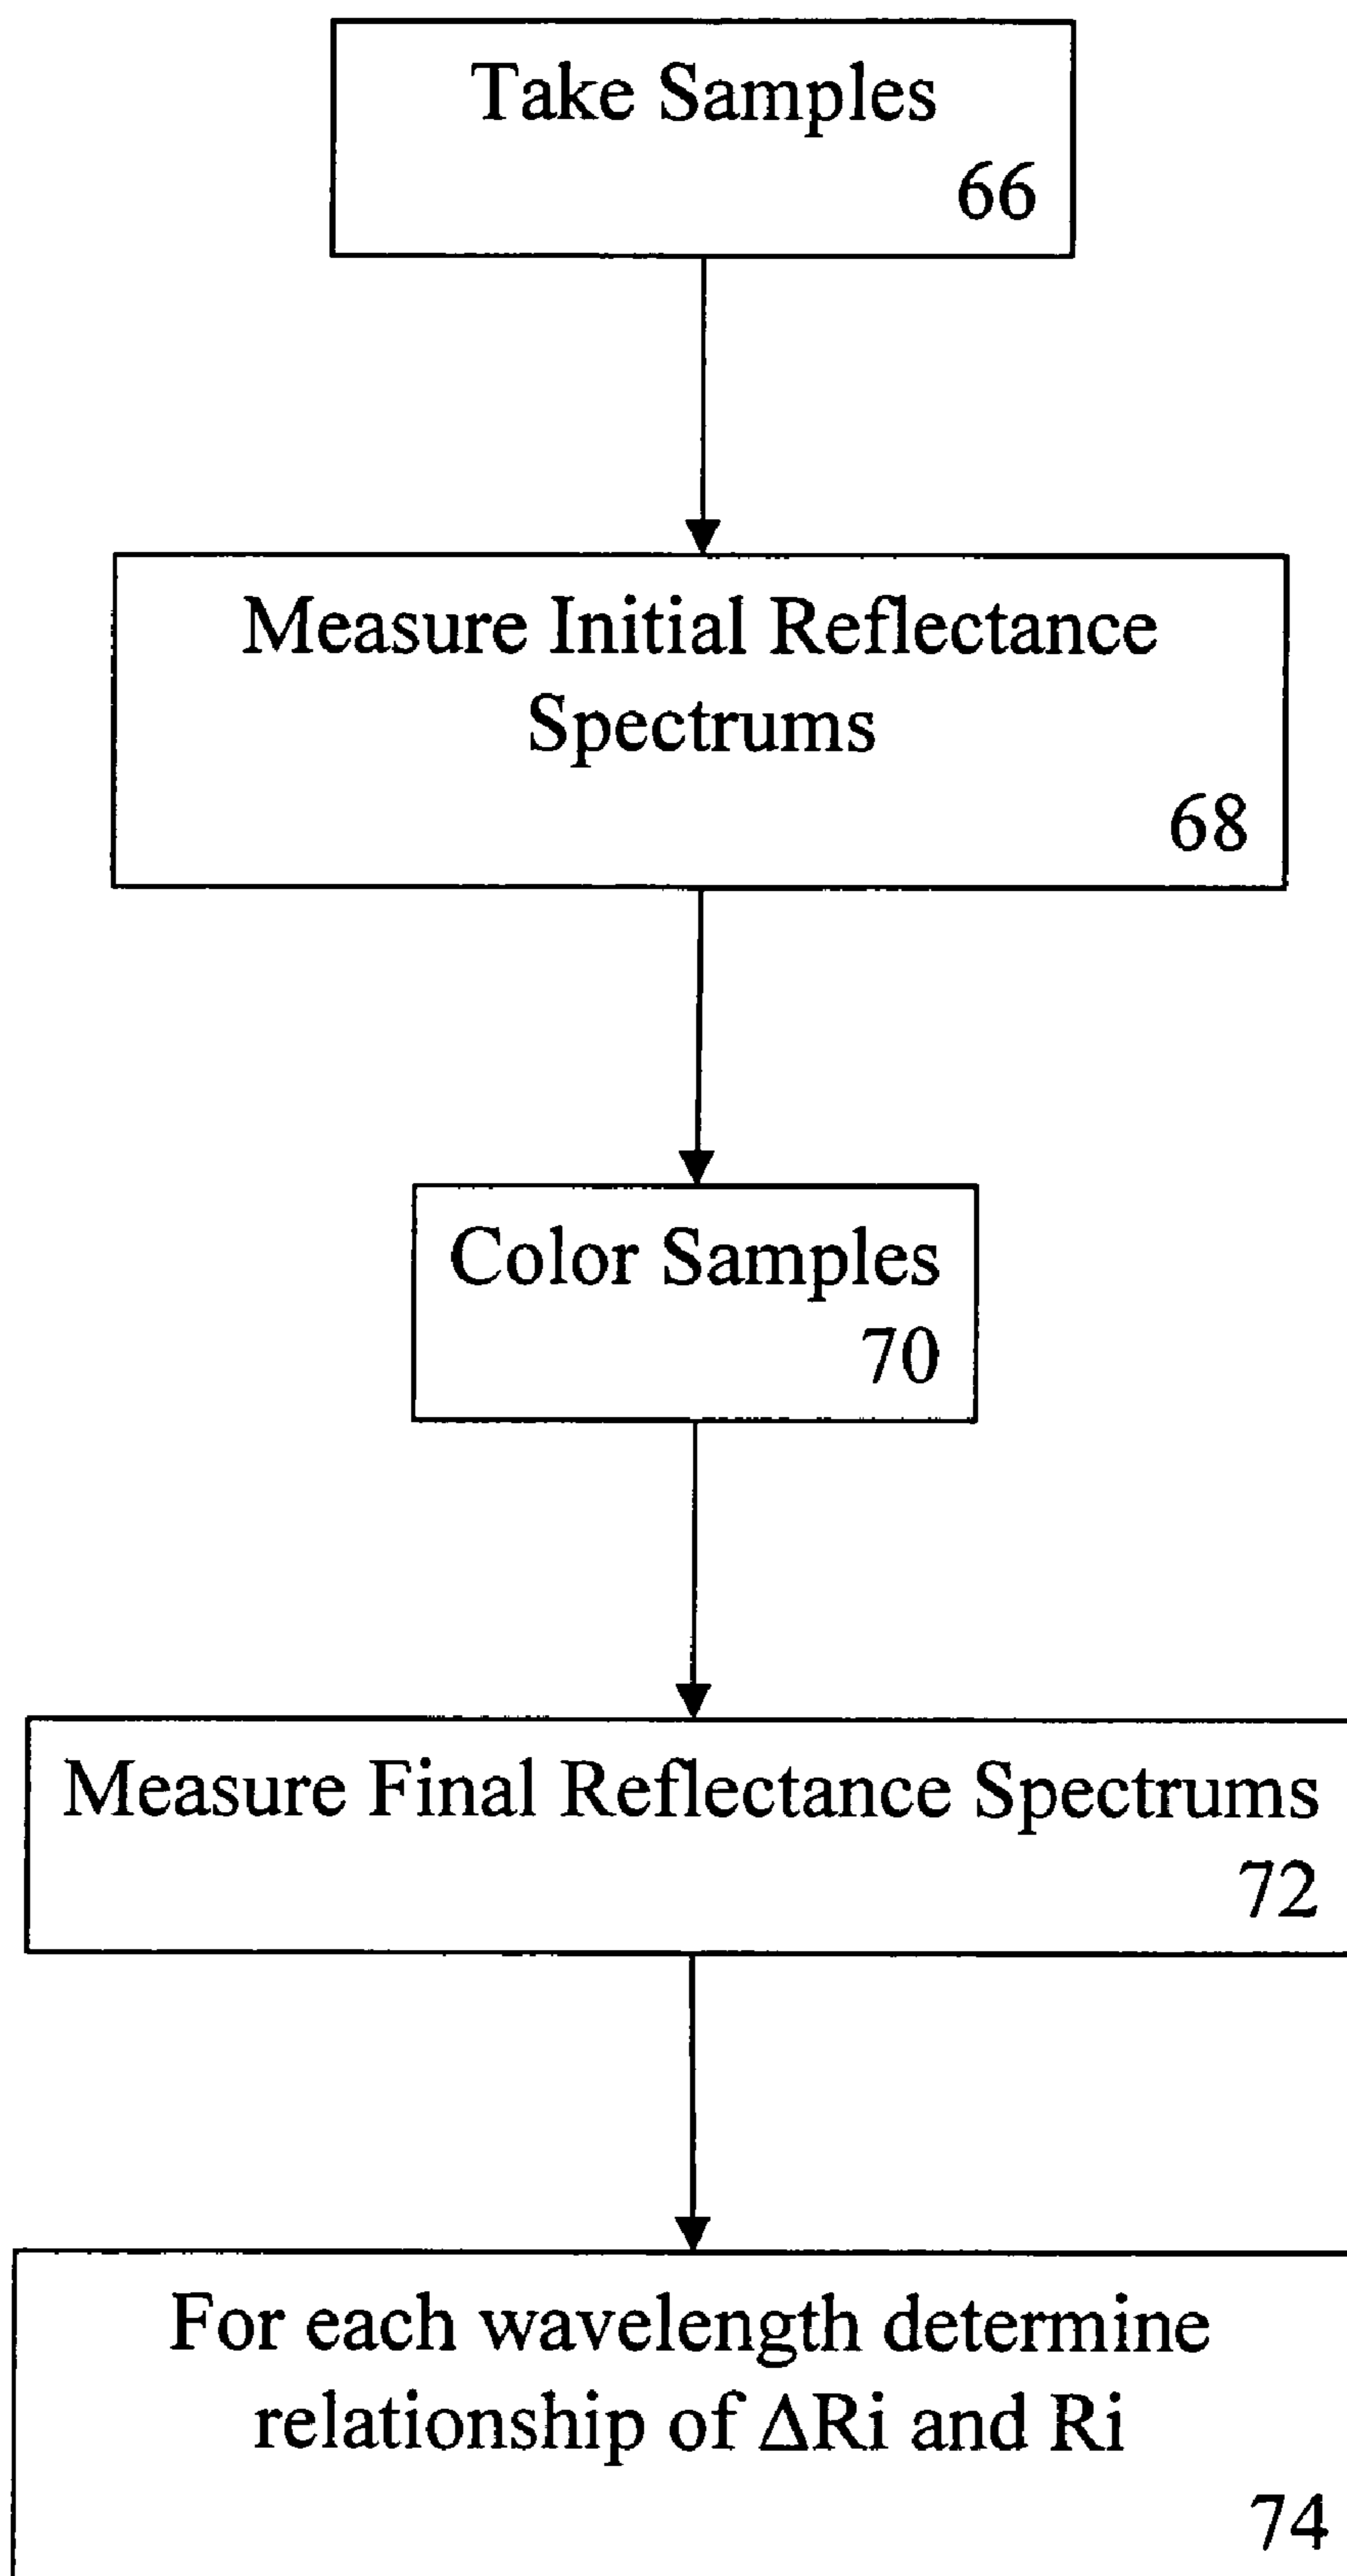 Take Samples
66
Measure Initial Reflectance
Spectrums
68
Color Samples
70
Measure Final Reflectance Spectrums
72
For each wavelength determine
relationship of ΔRi and Ri
74